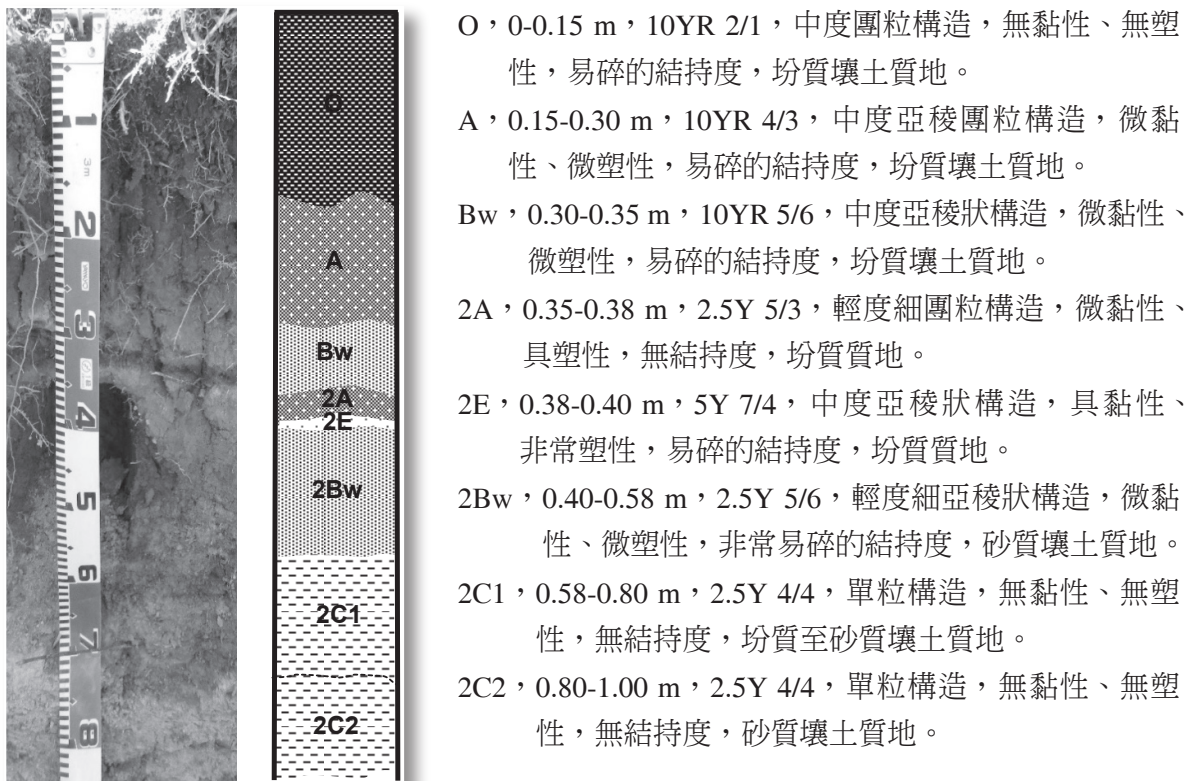 1
2
3
4
5
6
7
8
3m
O
A
Bw
2A
2E
2Bw
2C1
2C2
O，0-0.15 m，10YR 2/1，中度團粒構造，無黏性、無塑
性，易碎的結持度，坋質壤土質地。
A，0.15-0.30 m，10YR 4/3，中度亞稜團粒構造，微黏
性、微塑性，易碎的結持度，坋質壤土質地。
Bw，0.30-0.35 m，10YR 5/6，中度亞稜狀構造，微黏性、
微塑性，易碎的結持度，坋質壤土質地。
2A，0.35-0.38 m，2.5Y 5/3，輕度細團粒構造，微黏性、
具塑性，無結持度，坋質質地。
2E，0.38-0.40 m，5Y 7/4，中度亞稜狀構造，具黏性、
非常塑性，易碎的結持度，坋質質地。
2Bw，0.40-0.58 m，2.5Y 5/6，輕度細亞稜狀構造，微黏
性、微塑性，非常易碎的結持度，砂質壤土質地。
2C1，0.58-0.80 m，2.5Y 4/4，單粒構造，無黏性、無塑
性，無結持度，坋質至砂質壤土質地。
2C2，0.80-1.00 m，2.5Y 4/4，單粒構造，無黏性、無塑
性，無結持度，砂質壤土質地。